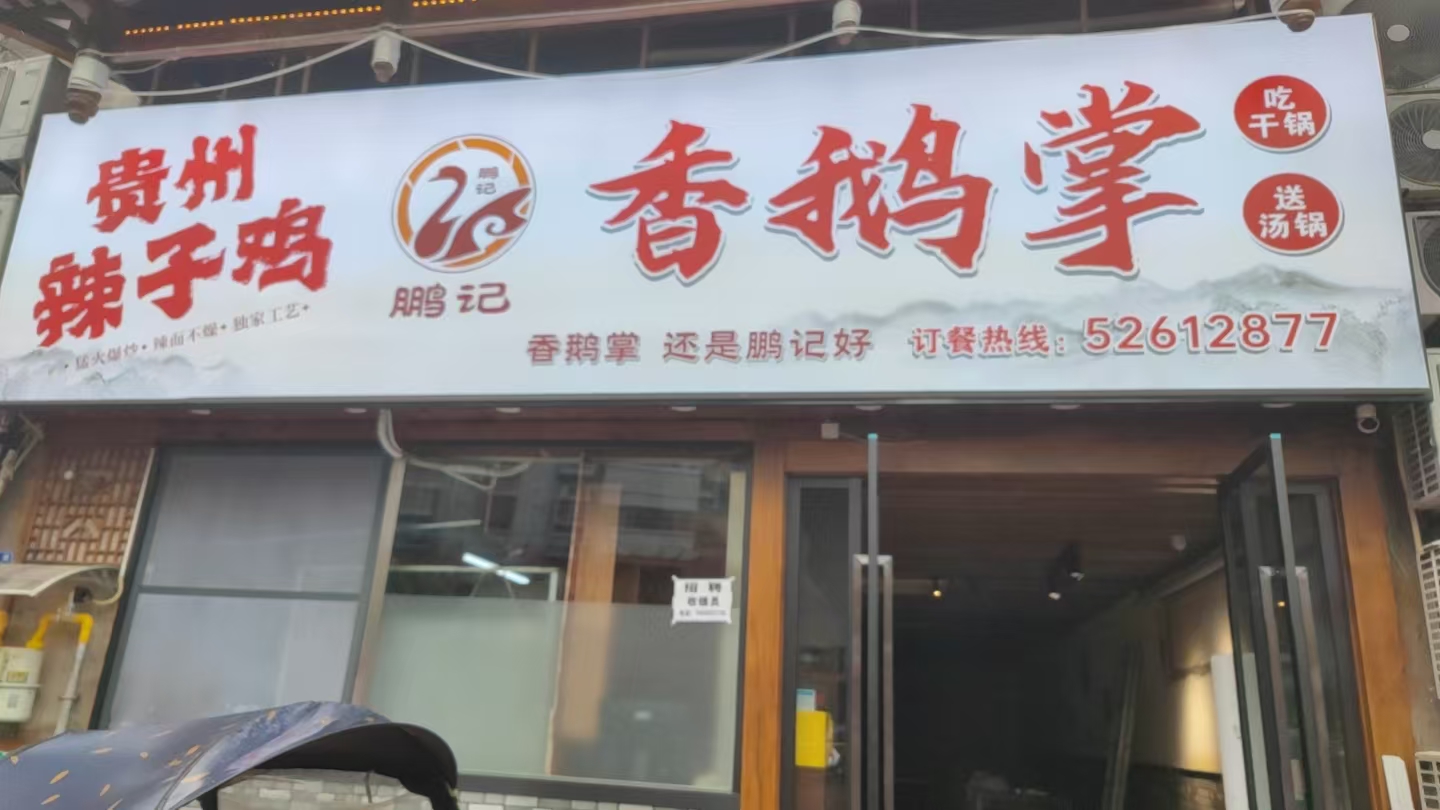 贵州
辣子鸡
·猛火爆炒·辣而不燥·独家工艺·
鹏
记
鹏记
香鹅掌
吃
干锅
送
汤锅
香鹅掌 还是鹏记好 订餐热线：52612877
招聘